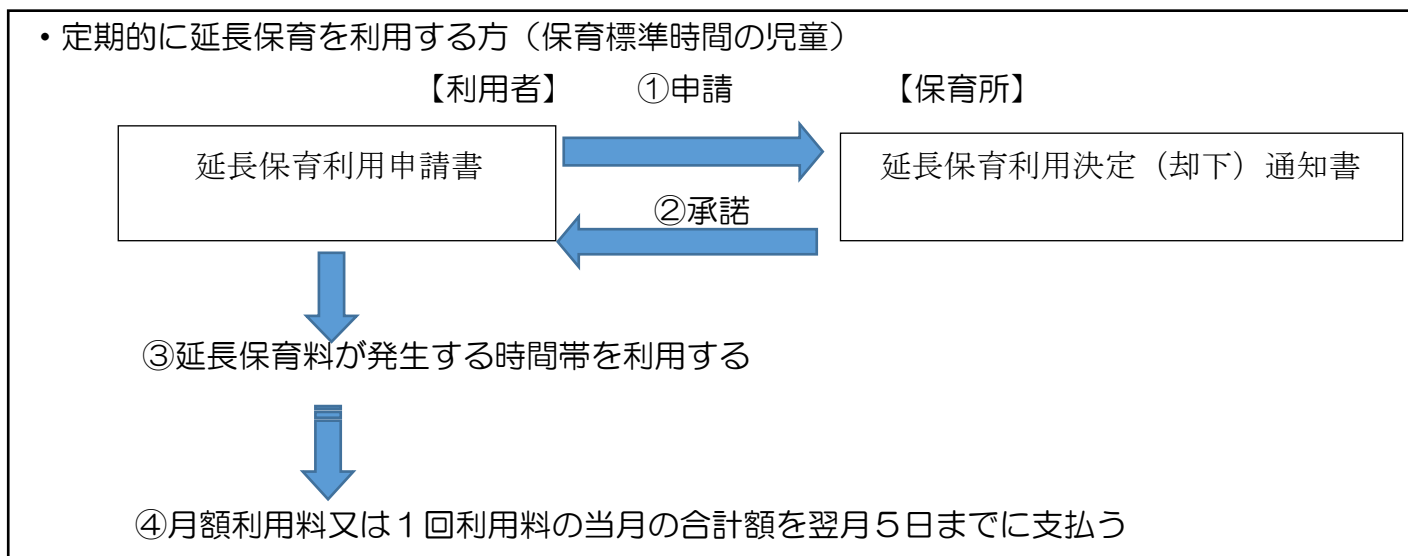 ・定期的に延長保育を利用する方（保育標準時間の児童）
【利用者】　①申請　【保育所】
延長保育利用申請書　延長保育利用決定（却下）通知書
②承諾
③延長保育料が発生する時間帯を利用する
④月額利用料又は１回利用料の当月の合計額を翌月５日までに支払う